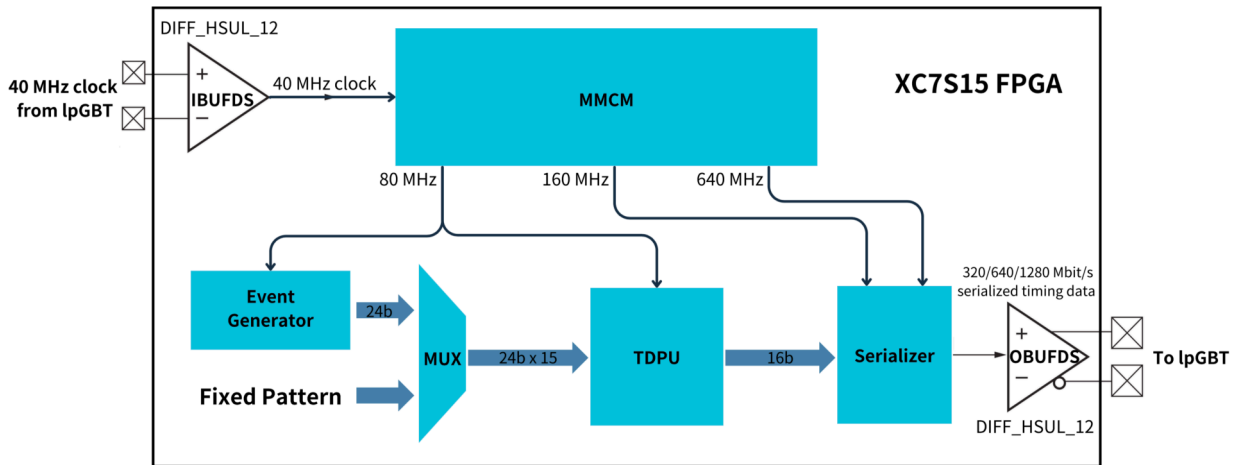 DIFF_HSUL_12
40 MHz clock
from lpGBT
+
IBUFDS
−
40 MHz clock
MMCM
XC7S15 FPGA
80 MHz
160 MHz
640 MHz
Event
Generator
24b
Fixed Pattern
MUX
24b x 15
TDPU
16b
Serializer
320/640/1280 Mbit/s
serialized timing data
+
OBUFDS
−
To lpGBT
DIFF_HSUL_12